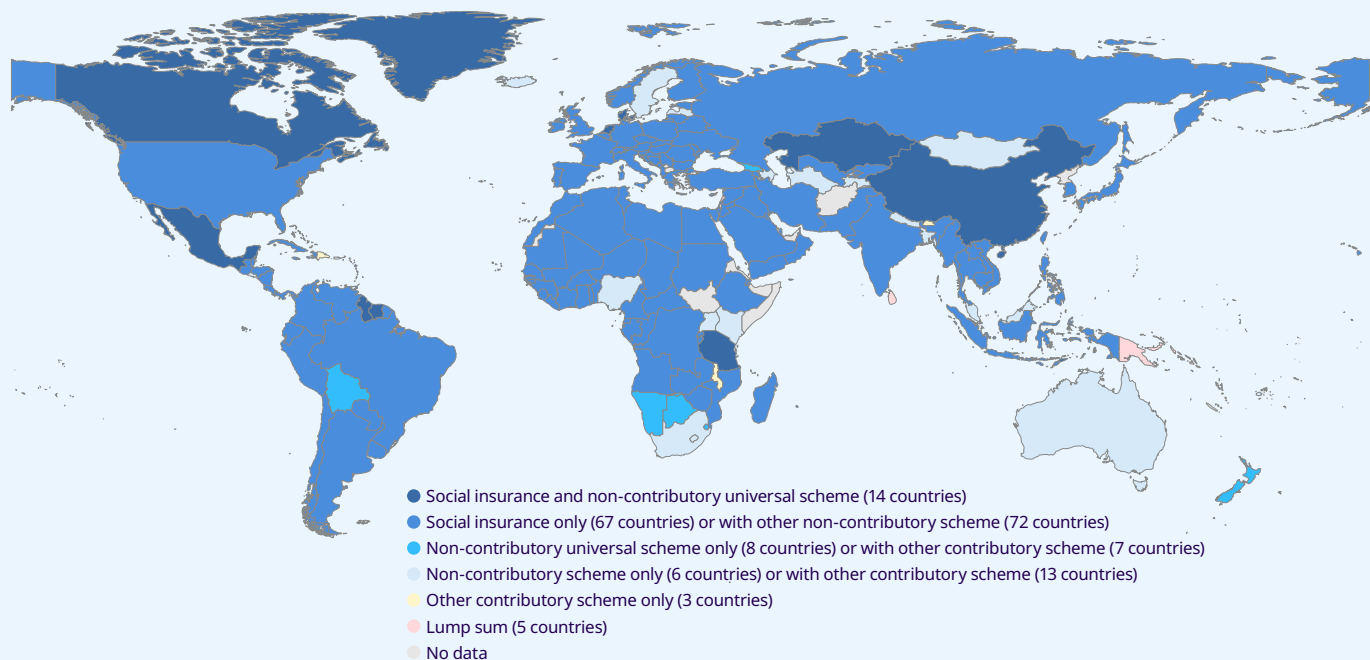 Social insurance and non-contributory universal scheme (14 countries)
Social insurance only (67 countries) or with other non-contributory scheme (72 countries)
Non-contributory universal scheme only (8 countries) or with other contributory scheme (7 countries)
Non-contributory scheme only (6 countries) or with other contributory scheme (13 countries)
Other contributory scheme only (3 countries)
Lump sum (5 countries)
No data